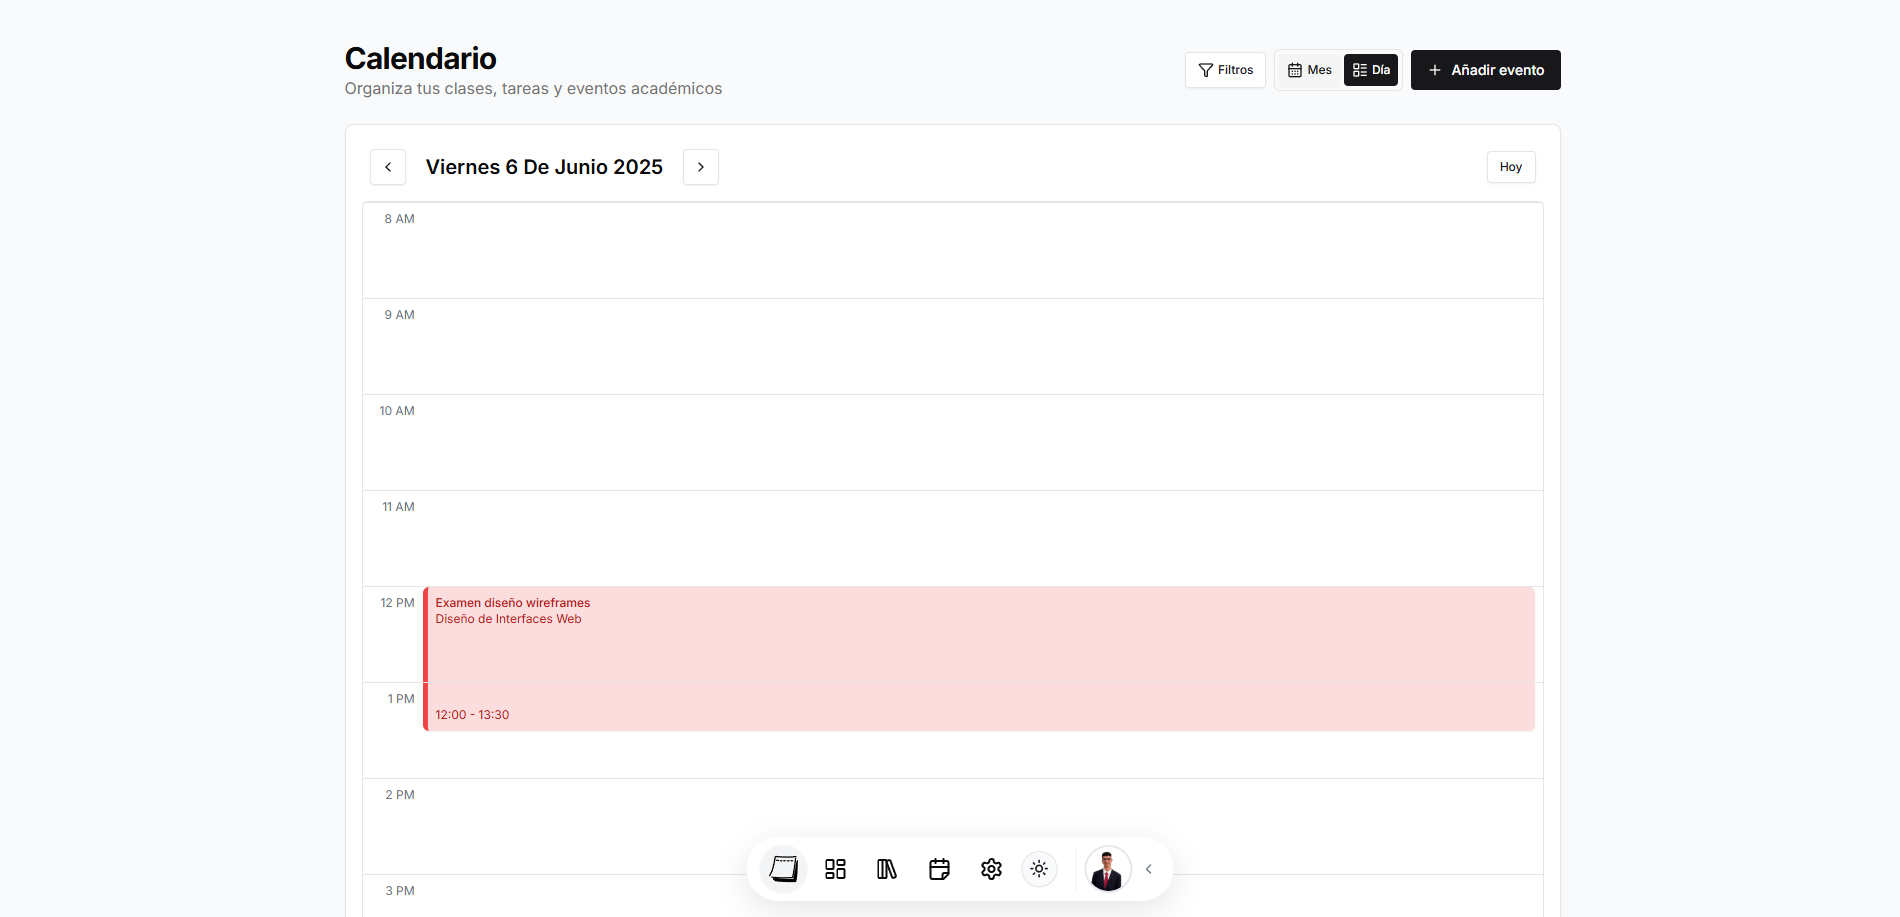 Calendario
Organiza tus clases, tareas y eventos académicos
Filtros
Mes
Día
Añadir evento
Viernes 6 De Junio 2025
Hoy
8 AM
9 AM
10 AM
11 AM
12 PM
Examen diseño wireframes
Diseño de Interfaces Web
1 PM
12:00 - 13:30
2 PM
3 PM